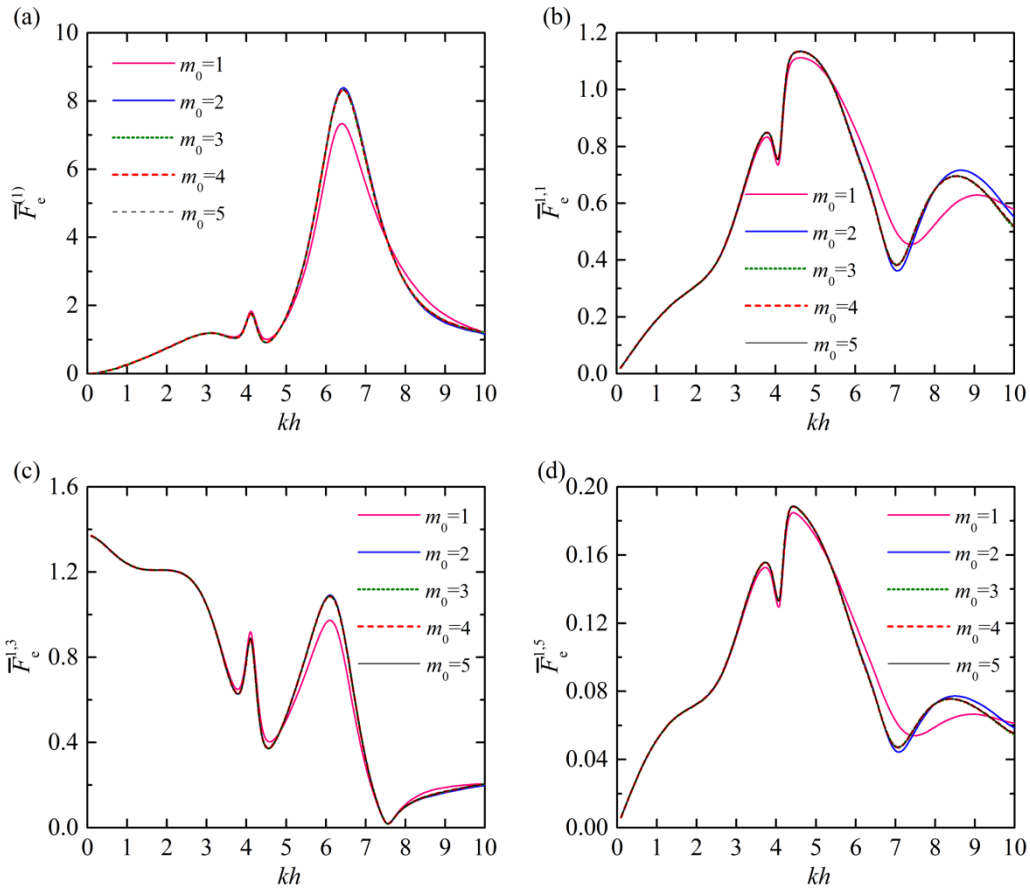 (a)
10
8
6
4
2
0
F̅e(1)
m0=1
m0=2
m0=3
m0=4
m0=5
0 1 2 3 4 5 6 7 8 9 10
kh
(b)
1.2
1.0
0.8
0.6
0.4
0.2
0.0
F̅e1,1
m0=1
m0=2
m0=3
m0=4
m0=5
0 1 2 3 4 5 6 7 8 9 10
kh
(c)
1.6
1.2
0.8
0.4
0.0
F̅e1,3
m0=1
m0=2
m0=3
m0=4
m0=5
0 1 2 3 4 5 6 7 8 9 10
kh
(d)
0.20
0.16
0.12
0.08
0.04
0.00
F̅e1,5
m0=1
m0=2
m0=3
m0=4
m0=5
0 1 2 3 4 5 6 7 8 9 10
kh